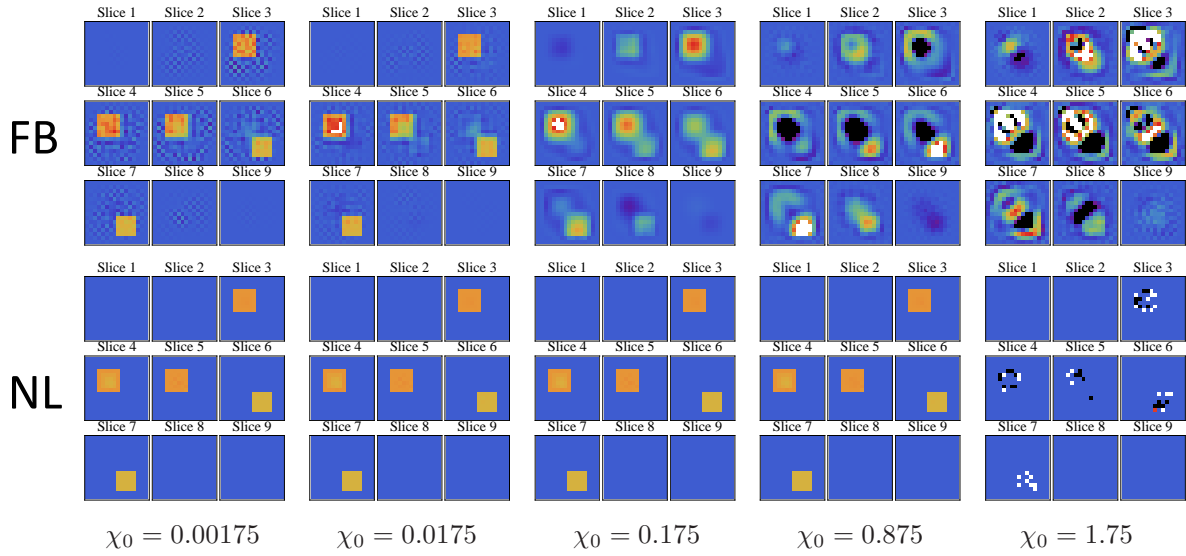 Slice 1 Slice 2 Slice 3 Slice 1 Slice 2 Slice 3 Slice 1 Slice 2 Slice 3 Slice 1 Slice 2 Slice 3 Slice 1 Slice 2 Slice 3
FB
Slice 4 Slice 5 Slice 6 Slice 4 Slice 5 Slice 6 Slice 4 Slice 5 Slice 6 Slice 4 Slice 5 Slice 6 Slice 4 Slice 5 Slice 6
Slice 7 Slice 8 Slice 9 Slice 7 Slice 8 Slice 9 Slice 7 Slice 8 Slice 9 Slice 7 Slice 8 Slice 9 Slice 7 Slice 8 Slice 9
Slice 1 Slice 2 Slice 3 Slice 1 Slice 2 Slice 3 Slice 1 Slice 2 Slice 3 Slice 1 Slice 2 Slice 3 Slice 1 Slice 2 Slice 3
NL
Slice 4 Slice 5 Slice 6 Slice 4 Slice 5 Slice 6 Slice 4 Slice 5 Slice 6 Slice 4 Slice 5 Slice 6 Slice 4 Slice 5 Slice 6
Slice 7 Slice 8 Slice 9 Slice 7 Slice 8 Slice 9 Slice 7 Slice 8 Slice 9 Slice 7 Slice 8 Slice 9 Slice 7 Slice 8 Slice 9
χ₀ = 0.00175 χ₀ = 0.0175 χ₀ = 0.175 χ₀ = 0.875 χ₀ = 1.75